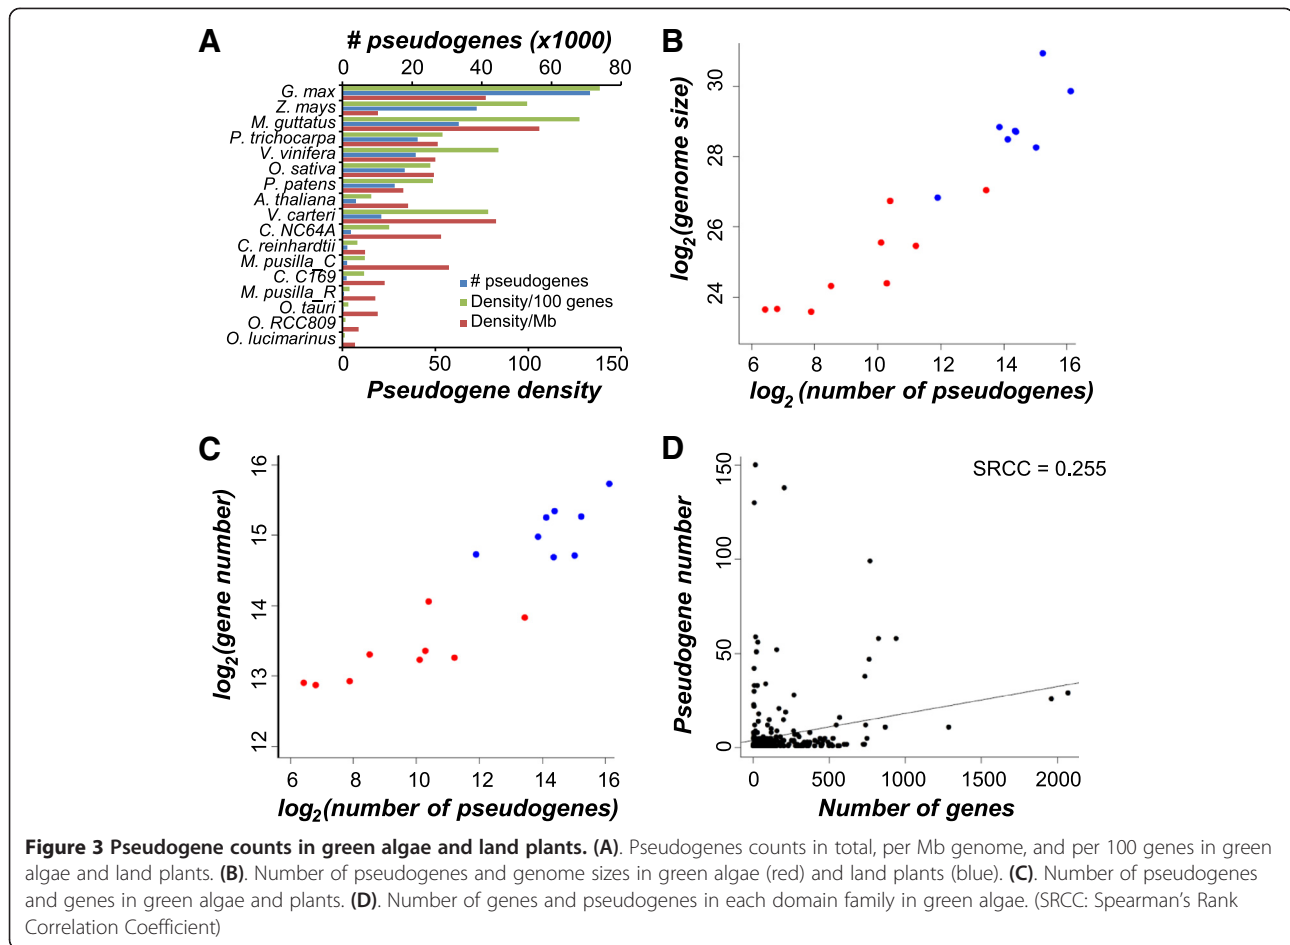 A
# pseudogenes (x1000)
0 20 40 60 80
G. max
Z. mays
M. guttatus
P. trichocarpa
V. vinifera
O. sativa
P. patens
A. thaliana
V. carteri
C. NC64A
C. reinhardtii
M. pusilla_C
C. C169
M. pusilla_R
O. tauri
O. RCC809
O. lucimarinus
# pseudogenes
Density/100 genes
Density/Mb
0 50 100 150
Pseudogene density
B
log2(genome size)
30
28
26
24
6 8 10 12 14 16
log2 (number of pseudogenes)
C
log2(gene number)
16
15
14
13
12
6 8 10 12 14 16
log2(number of pseudogenes)
D
SRCC = 0.255
Pseudogene number
150
100
50
0
0 500 1000 1500 2000
Number of genes
Figure 3 Pseudogene counts in green algae and land plants. (A). Pseudogenes counts in total, per Mb genome, and per 100 genes in green
algae and land plants. (B). Number of pseudogenes and genome sizes in green algae (red) and land plants (blue). (C). Number of pseudogenes
and genes in green algae and plants. (D). Number of genes and pseudogenes in each domain family in green algae. (SRCC: Spearman's Rank
Correlation Coefficient)